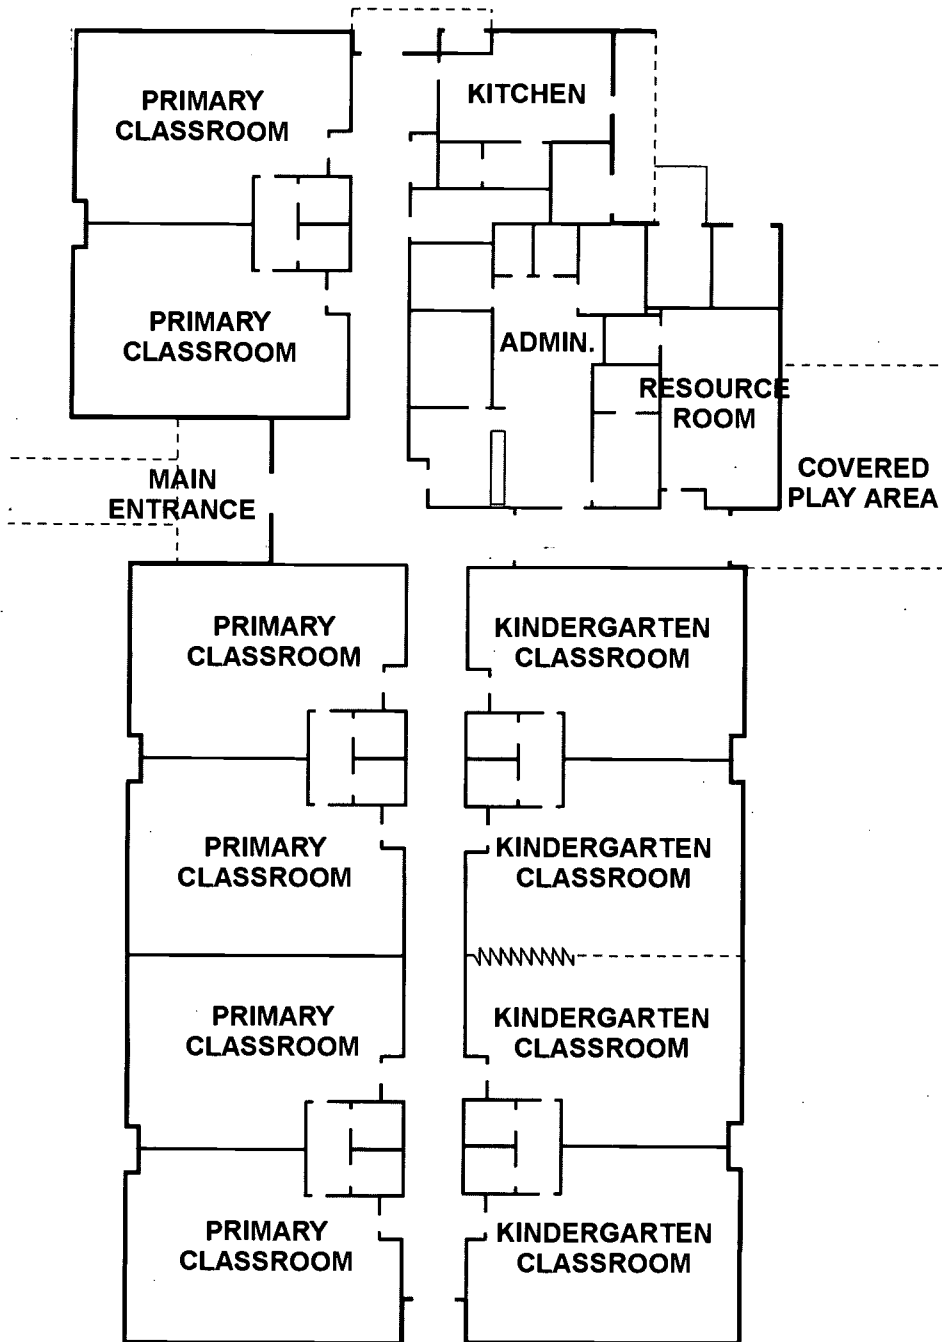 PRIMARY
CLASSROOM
KITCHEN
PRIMARY
CLASSROOM
ADMIN.
RESOURCE
ROOM
MAIN
ENTRANCE
COVERED
PLAY AREA
PRIMARY
CLASSROOM
KINDERGARTEN
CLASSROOM
PRIMARY
CLASSROOM
KINDERGARTEN
CLASSROOM
PRIMARY
CLASSROOM
KINDERGARTEN
CLASSROOM
PRIMARY
CLASSROOM
KINDERGARTEN
CLASSROOM